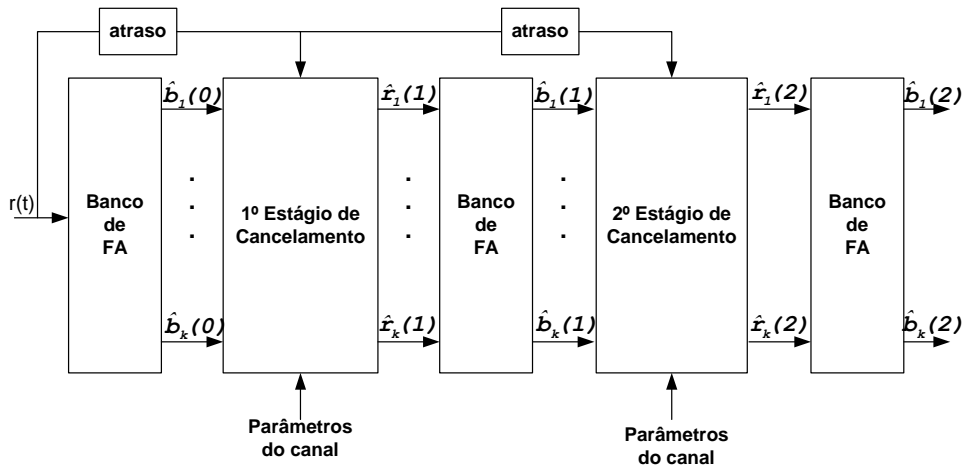 atraso
atraso
b̂₁(0)
r̂₁(1)
b̂₁(1)
r̂₁(2)
b̂₁(2)
r(t)
Banco
de
FA
.
.
.
1º Estágio de
Cancelamento
.
.
.
Banco
de
FA
.
.
.
2º Estágio de
Cancelamento
Banco
de
FA
b̂ₖ(0)
r̂ₖ(1)
b̂ₖ(1)
r̂ₖ(2)
b̂ₖ(2)
Parâmetros
do canal
Parâmetros
do canal